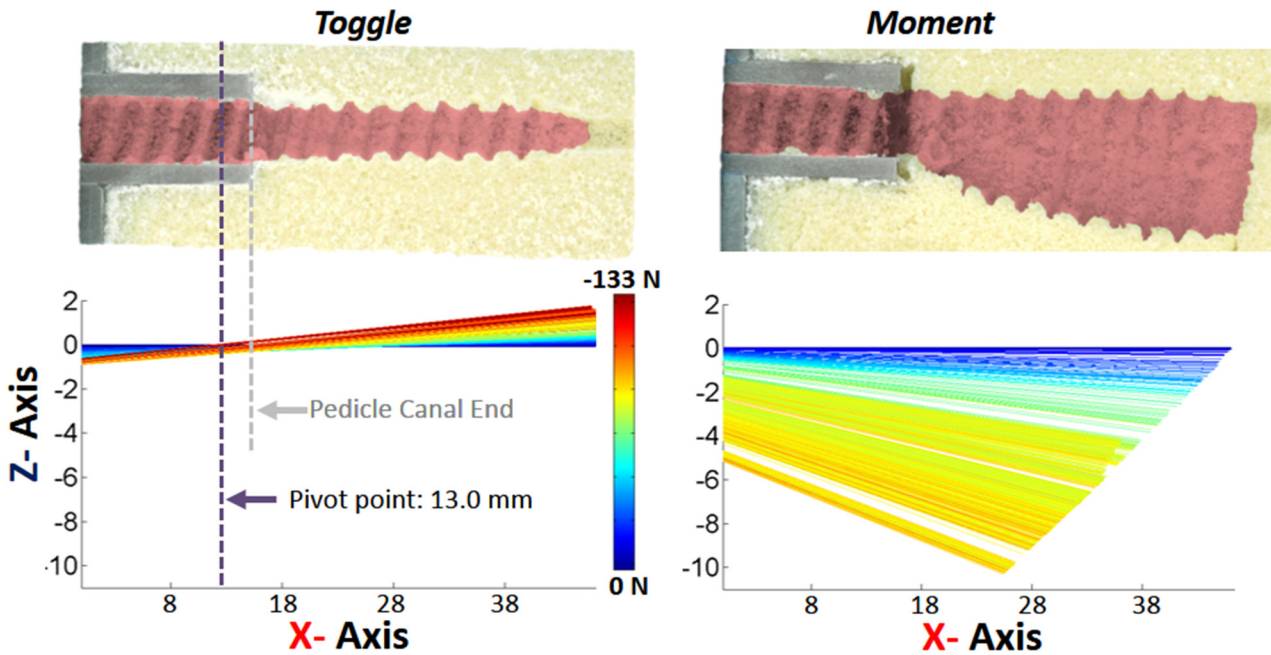 Toggle
Moment
-133 N
2
0
-2
-4
-6
-8
·10
Z- Axis
Pedicle Canal End
Pivot point: 13.0 mm
0 N
8
18
28
38
X- Axis
0
-2
-4
-6
-8
-10
8
18
28
38
X- Axis